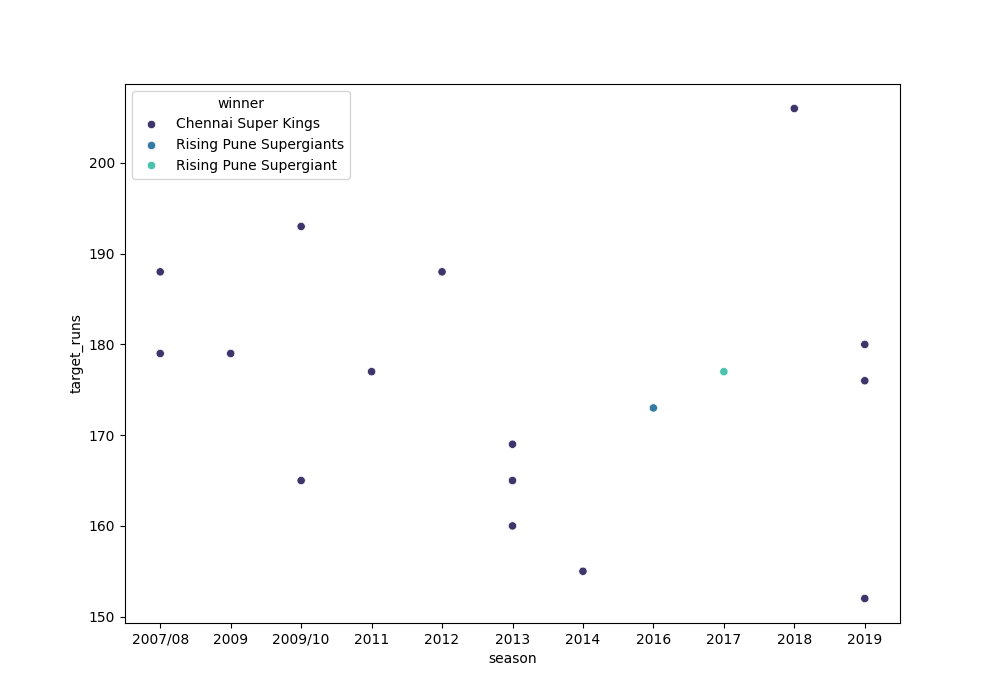 winner
Chennai Super Kings
Rising Pune Supergiants
Rising Pune Supergiant
target_runs
200
190
180
170
160
150
2007/08 2009 2009/10 2011 2012 2013 2014 2016 2017 2018 2019
season